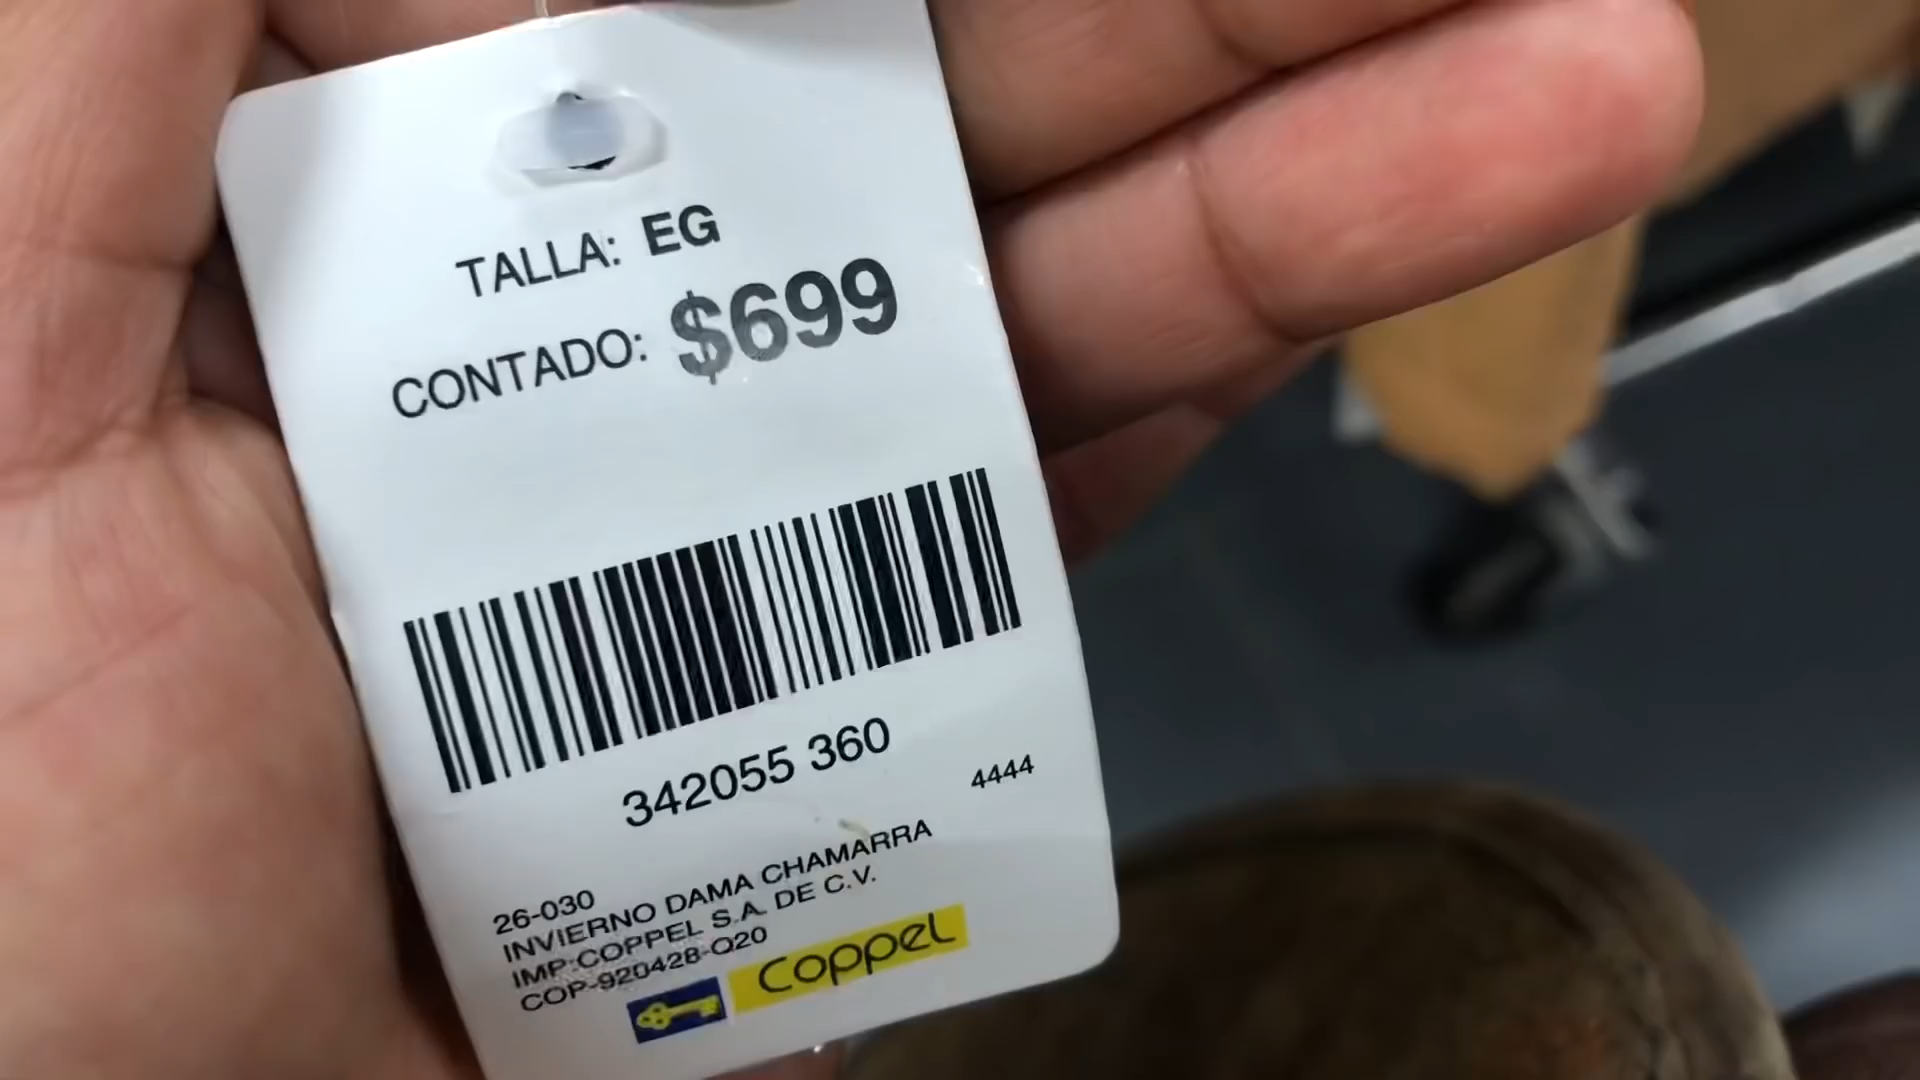 TALLA: EG
CONTADO: $699
342055 360
4444
26-030
INVIERNO DAMA CHAMARRA
IMP:COPPEL S.A. DE C.V.
COP-920428-Q20
Coppel